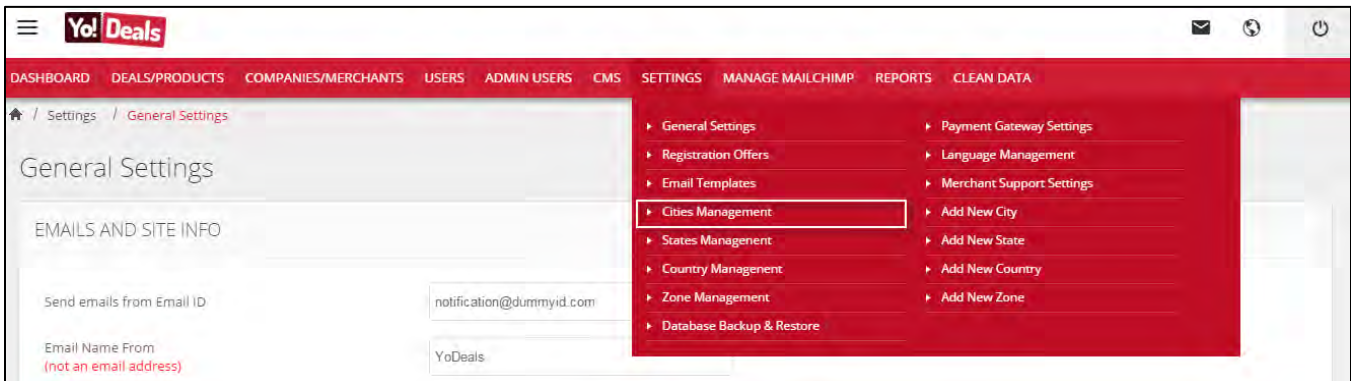 Yo! Deals
DASHBOARD DEALS/PRODUCTS COMPANIES/MERCHANTS USERS ADMIN USERS CMS SETTINGS MANAGE MAILCHIMP REPORTS CLEAN DATA
/ Settings / General Settings
General Settings
EMAILS AND SITE INFO
Send emails from Email ID
notification@dummyid.com
Email Name From
(not an email address)
YoDeals
General Settings
Registration Offers
Email Templates
Cities Management
States Management
Country Management
Zone Management
Database Backup & Restore
Payment Gateway Settings
Language Management
Merchant Support Settings
Add New City
Add New State
Add New Country
Add New Zone